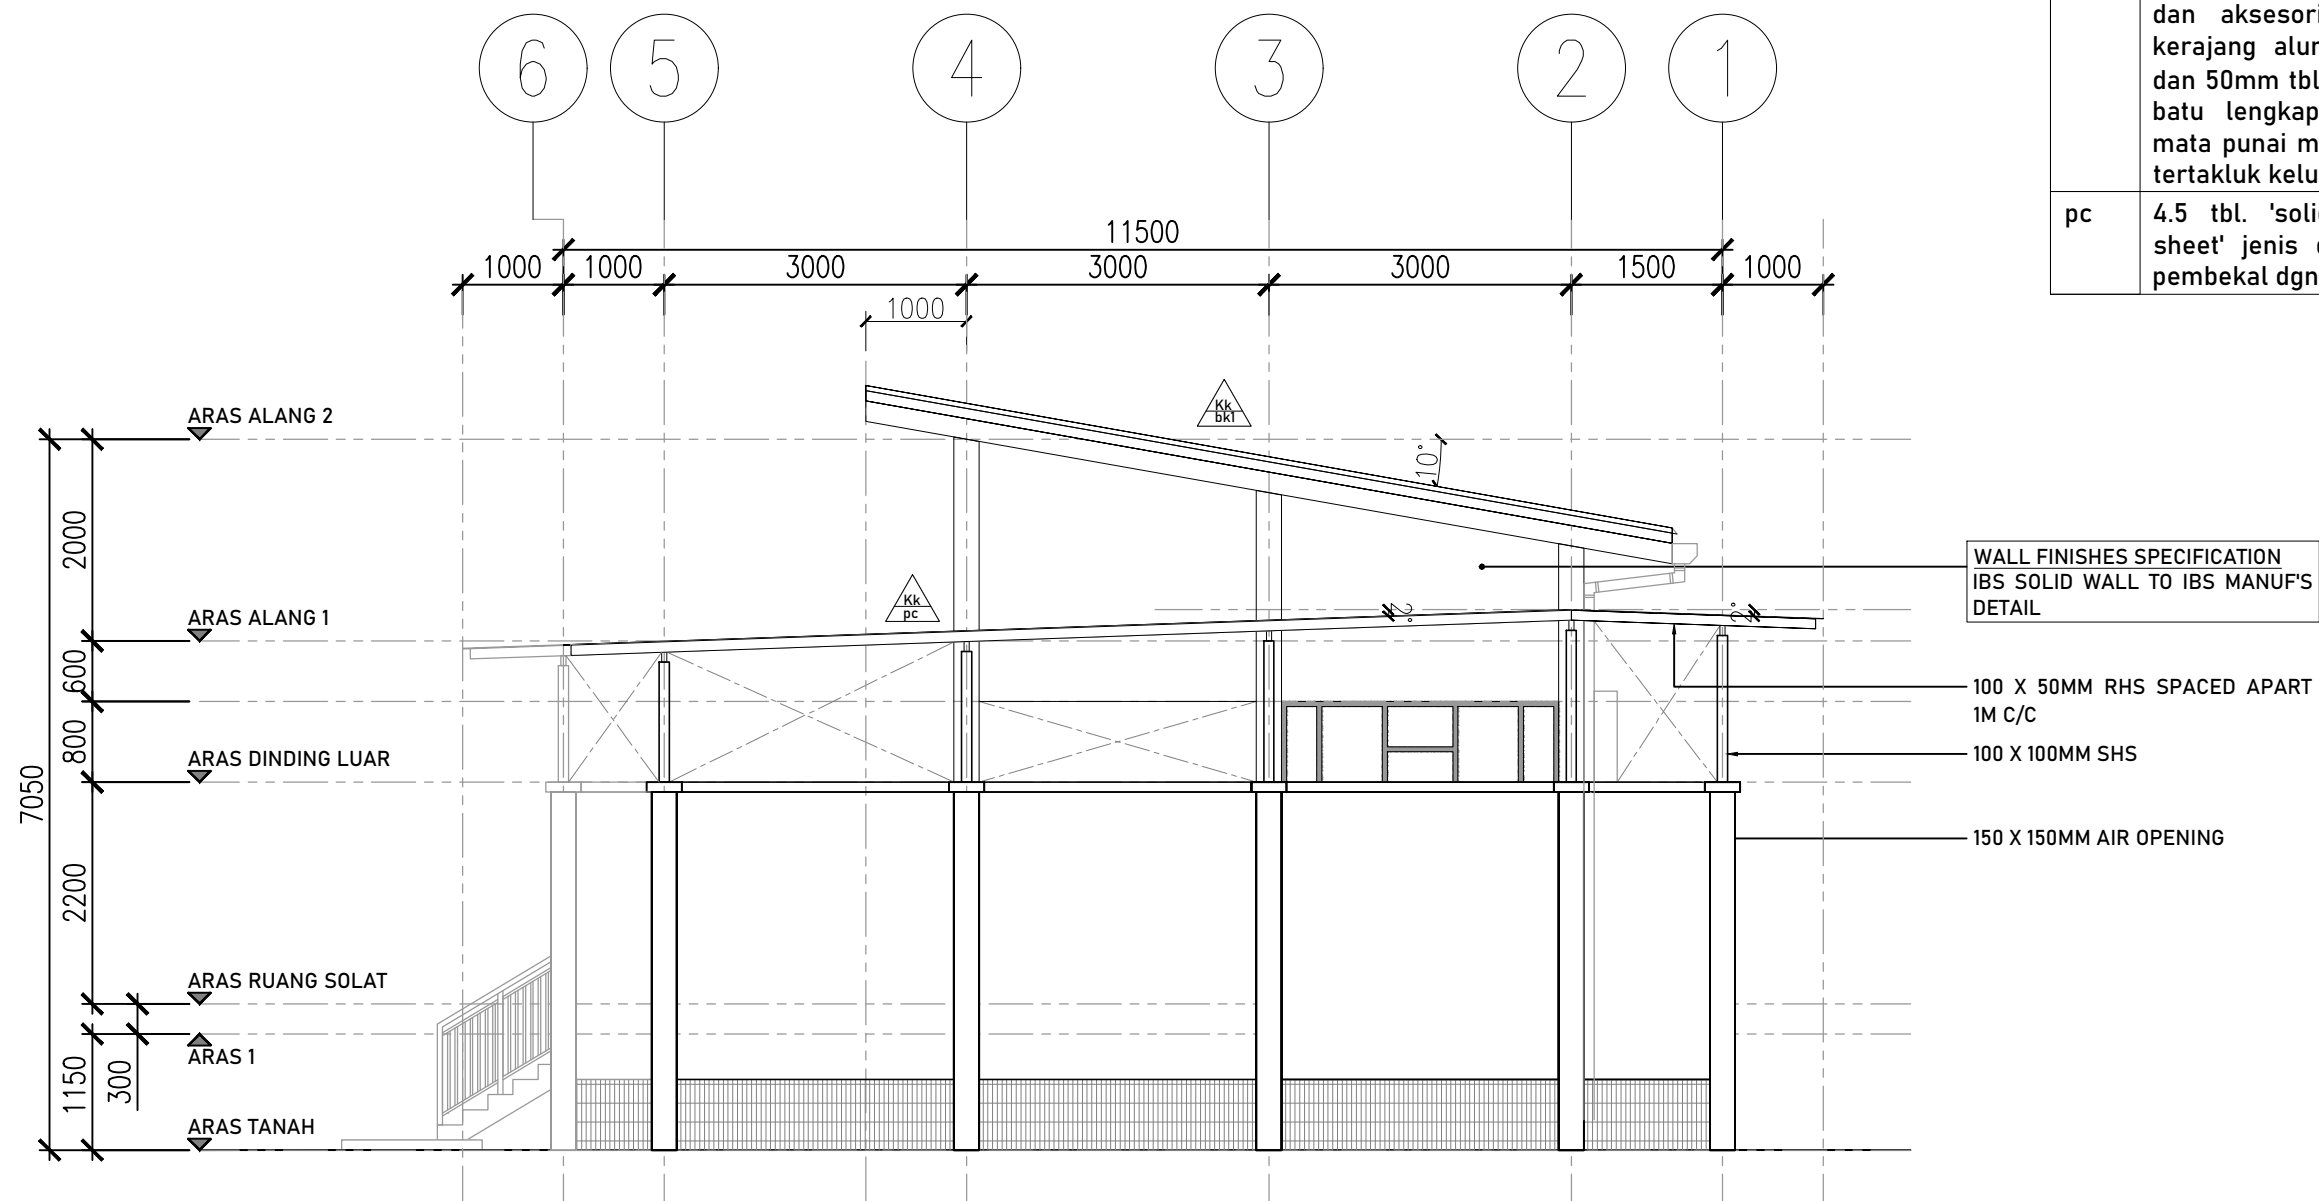 dan aksesori
kerajang alu
dan 50mm tbl
batu lengkap
mata punai m
tertakluk kelu
pc 4.5 tbl. 'soli
sheet' jenis
pembekal dgn
6 5 4 3 2 1
11500
1000 1000 3000 3000 3000 1500 1000
1000
ARAS ALANG 2
Kk
bk1
10°
2000
WALL FINISHES SPECIFICATION
IBS SOLID WALL TO IBS MANUF'S
DETAIL
Kk
pc
2°
2°
ARAS ALANG 1
600
100 X 50MM RHS SPACED APART
1M C/C
800
ARAS DINDING LUAR
100 X 100MM SHS
7050
150 X 150MM AIR OPENING
2200
ARAS RUANG SOLAT
ARAS 1
1150
300
ARAS TANAH